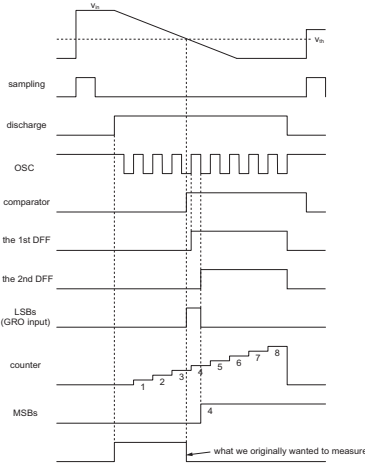 Vin
Vth
sampling
discharge
OSC
comparator
the 1st DFF
the 2nd DFF
LSBs
(GRO input)
counter
1 2 3 4 5 6 7 8
MSBs
4
what we originally wanted to measure